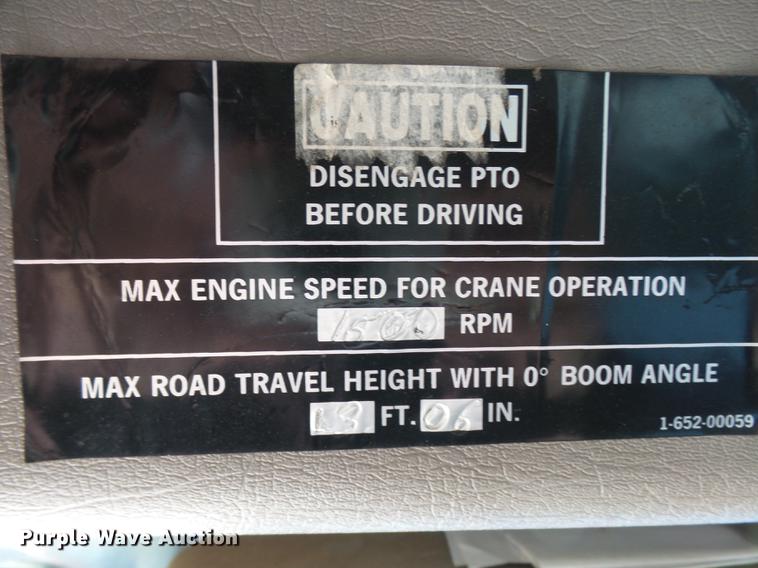 CAUTION
DISENGAGE PTO
BEFORE DRIVING
MAX ENGINE SPEED FOR CRANE OPERATION
1500 RPM
MAX ROAD TRAVEL HEIGHT WITH 0° BOOM ANGLE
13 FT. 06 IN.
1-652-00059
Purple Wave Auction